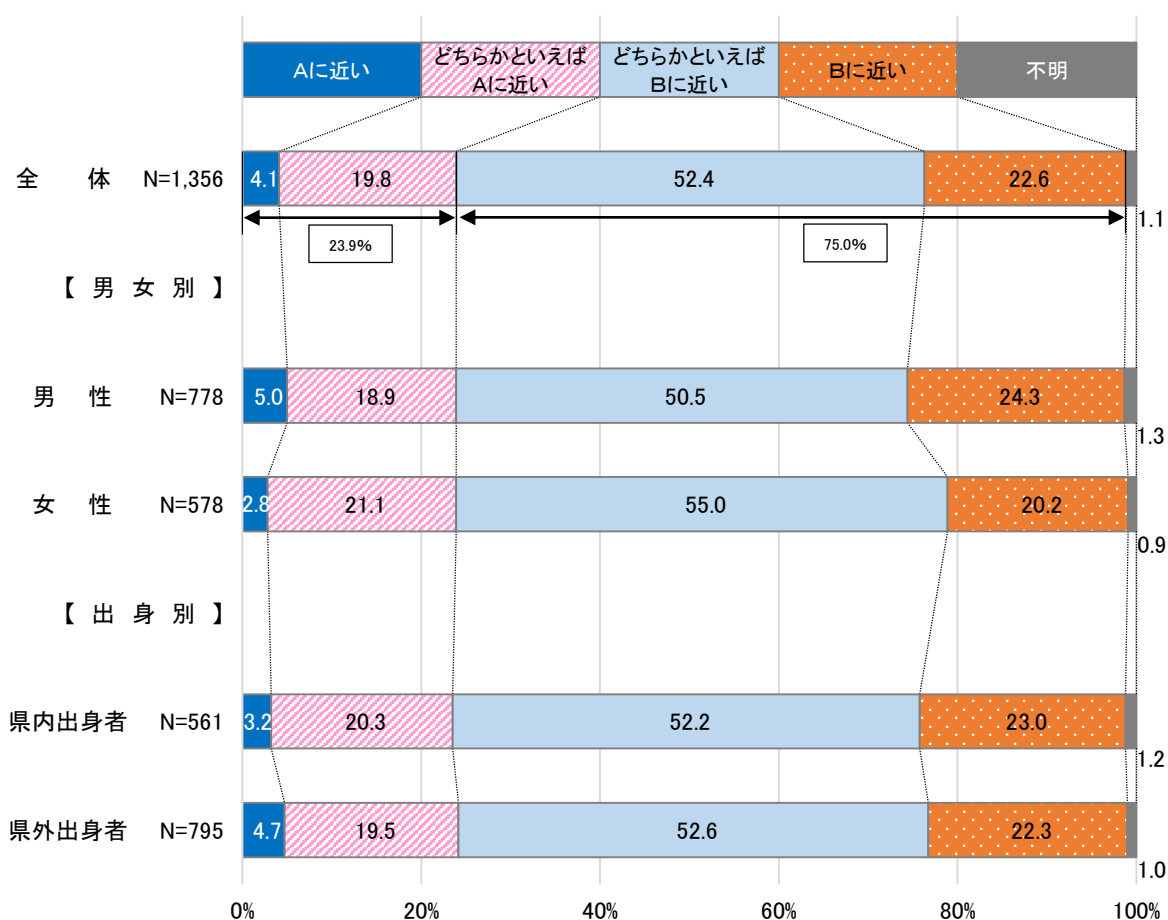 0% 20% 40% 60% 80% 100%
Aに近い どちらかといえば Aに近い どちらかといえば Bに近い Bに近い 不明
全 体 N=1,356 4.1 19.8 52.4 22.6 1.1
23.9% 75.0%
【 男 女 別 】
男 性 N=778 5.0 18.9 50.5 24.3 1.3
女 性 N=578 2.8 21.1 55.0 20.2 0.9
【 出 身 別 】
県内出身者 N=561 3.2 20.3 52.2 23.0 1.2
県外出身者 N=795 4.7 19.5 52.6 22.3 1.0
0% 20% 40% 60% 80% 100%